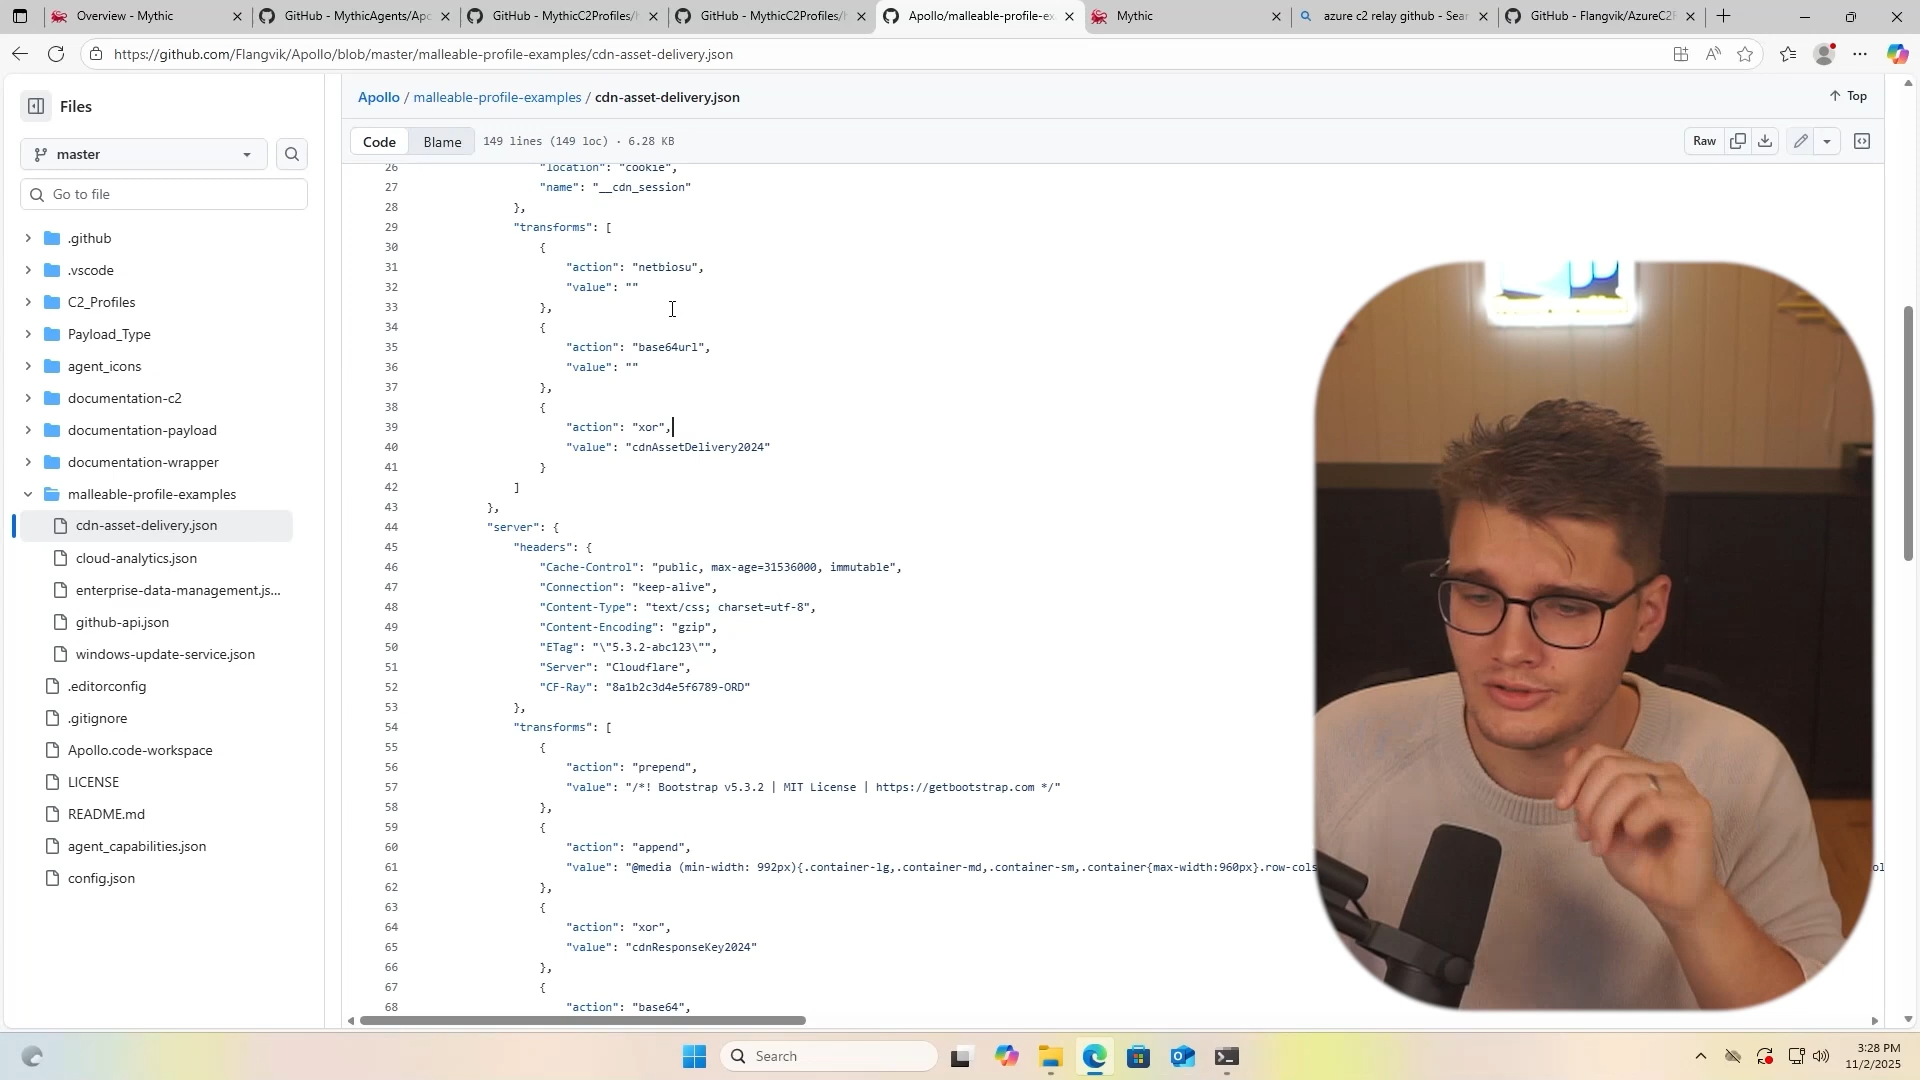 Overview - Mythic
GitHub - MythicAgents/Apo
GitHub - MythicC2Profiles/h
GitHub - MythicC2Profiles/h
Apollo/malleable-profile-ex
Mythic
azure c2 relay github - Sear
GitHub - Flangvik/AzureC2R
https://github.com/Flangvik/Apollo/blob/master/malleable-profile-examples/cdn-asset-delivery.json
Files
master
Go to file
.github
.vscode
C2_Profiles
Payload_Type
agent_icons
documentation-c2
documentation-payload
documentation-wrapper
malleable-profile-examples
cdn-asset-delivery.json
cloud-analytics.json
enterprise-data-management.js...
github-api.json
windows-update-service.json
.editorconfig
.gitignore
Apollo.code-workspace
LICENSE
README.md
agent_capabilities.json
config.json
Apollo / malleable-profile-examples / cdn-asset-delivery.json
Top
Code Blame 149 lines (149 loc) · 6.28 KB
Raw
26 "location": "cookie",
27 "name": "__cdn_session"
28 },
29 "transforms": [
30 {
31 "action": "netbiosu",
32 "value": ""
33 },
34 {
35 "action": "base64url",
36 "value": ""
37 },
38 {
39 "action": "xor",
40 "value": "cdnAssetDelivery2024"
41 }
42 ]
43 },
44 "server": {
45 "headers": {
46 "Cache-Control": "public, max-age=31536000, immutable",
47 "Connection": "keep-alive",
48 "Content-Type": "text/css; charset=utf-8",
49 "Content-Encoding": "gzip",
50 "ETag": "\"5.3.2-abc123\"",
51 "Server": "Cloudflare",
52 "CF-Ray": "8a1b2c3d4e5f6789-ORD"
53 },
54 "transforms": [
55 {
56 "action": "prepend",
57 "value": "/*! Bootstrap v5.3.2 | MIT License | https://getbootstrap.com */"
58 },
59 {
60 "action": "append",
61 "value": "@media (min-width: 992px){.container-lg,.container-md,.container-sm,.container{max-width:960px}.row-cols
62 },
63 {
64 "action": "xor",
65 "value": "cdnResponseKey2024"
66 },
67 {
68 "action": "base64",
Search
3:28 PM
11/2/2025